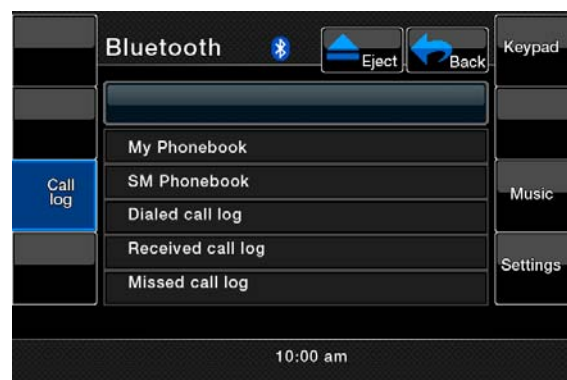 Bluetooth
Eject
Back
Keypad
My Phonebook
Call
log
SM Phonebook
Music
Dialed call log
Received call log
Settings
Missed call log
10:00 am